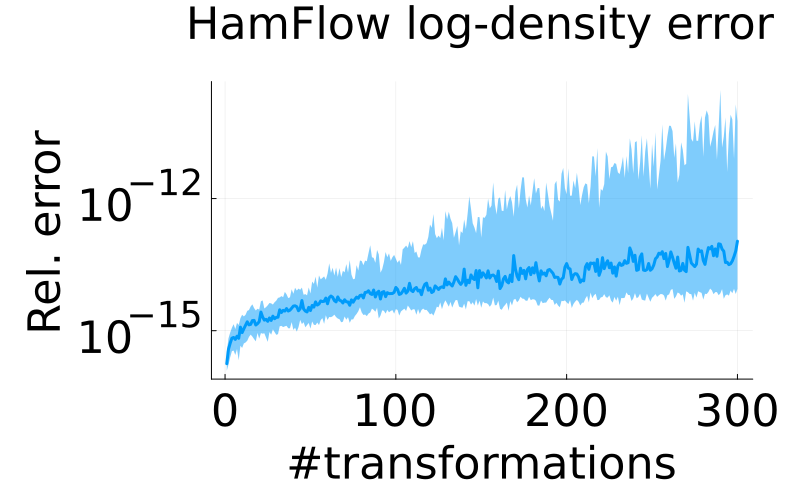 HamFlow log-density error
Rel. error
10⁻¹²
10⁻¹⁵
0 100 200 300
#transformations